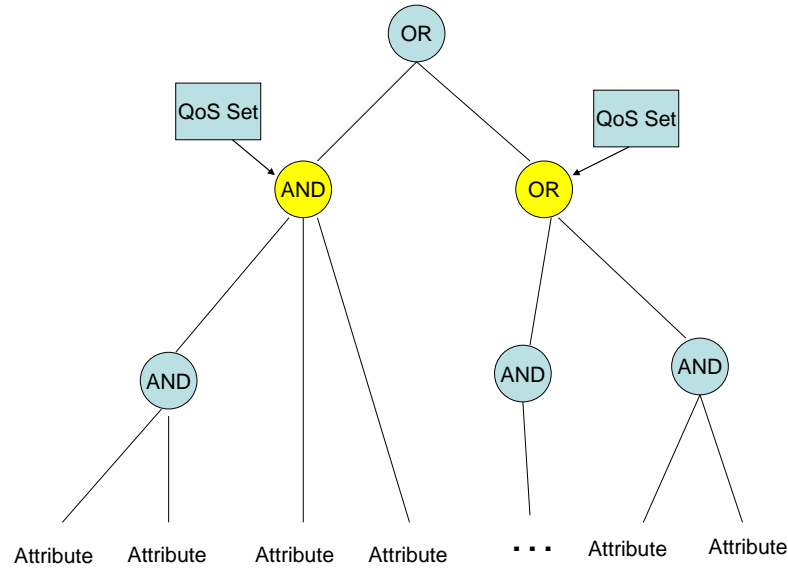 OR
QoS Set
QoS Set
AND
OR
AND
AND
AND
Attribute
Attribute
Attribute
Attribute
...
Attribute
Attribute